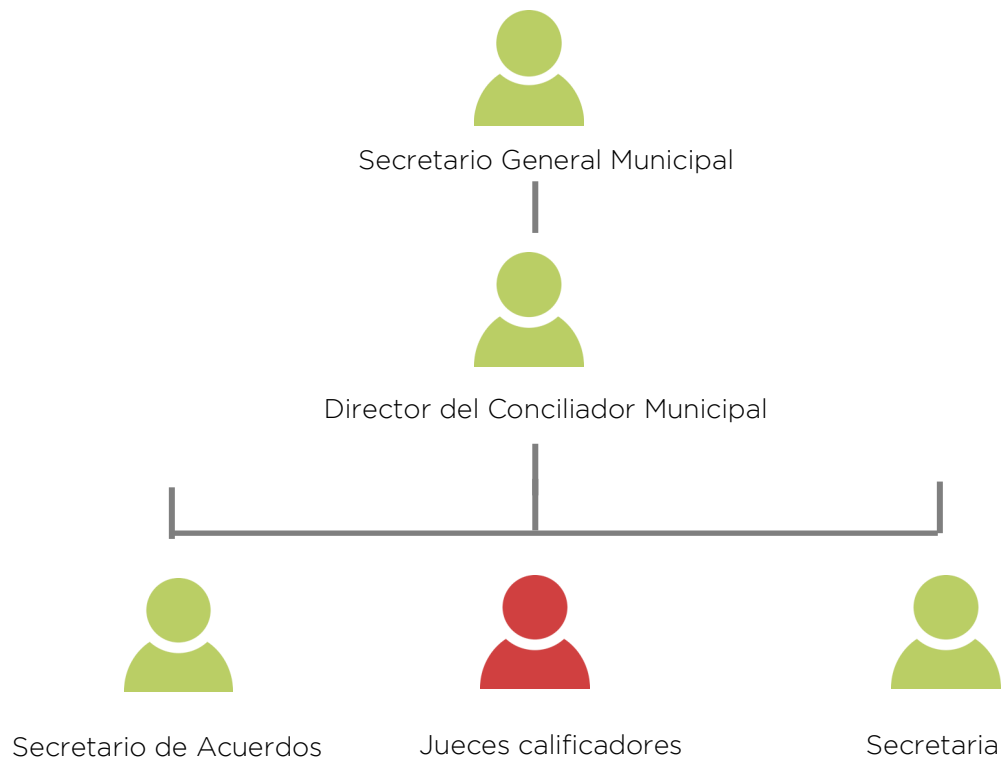 Secretario General Municipal
Director del Conciliador Municipal
Secretario de Acuerdos
Jueces calificadores
Secretaria